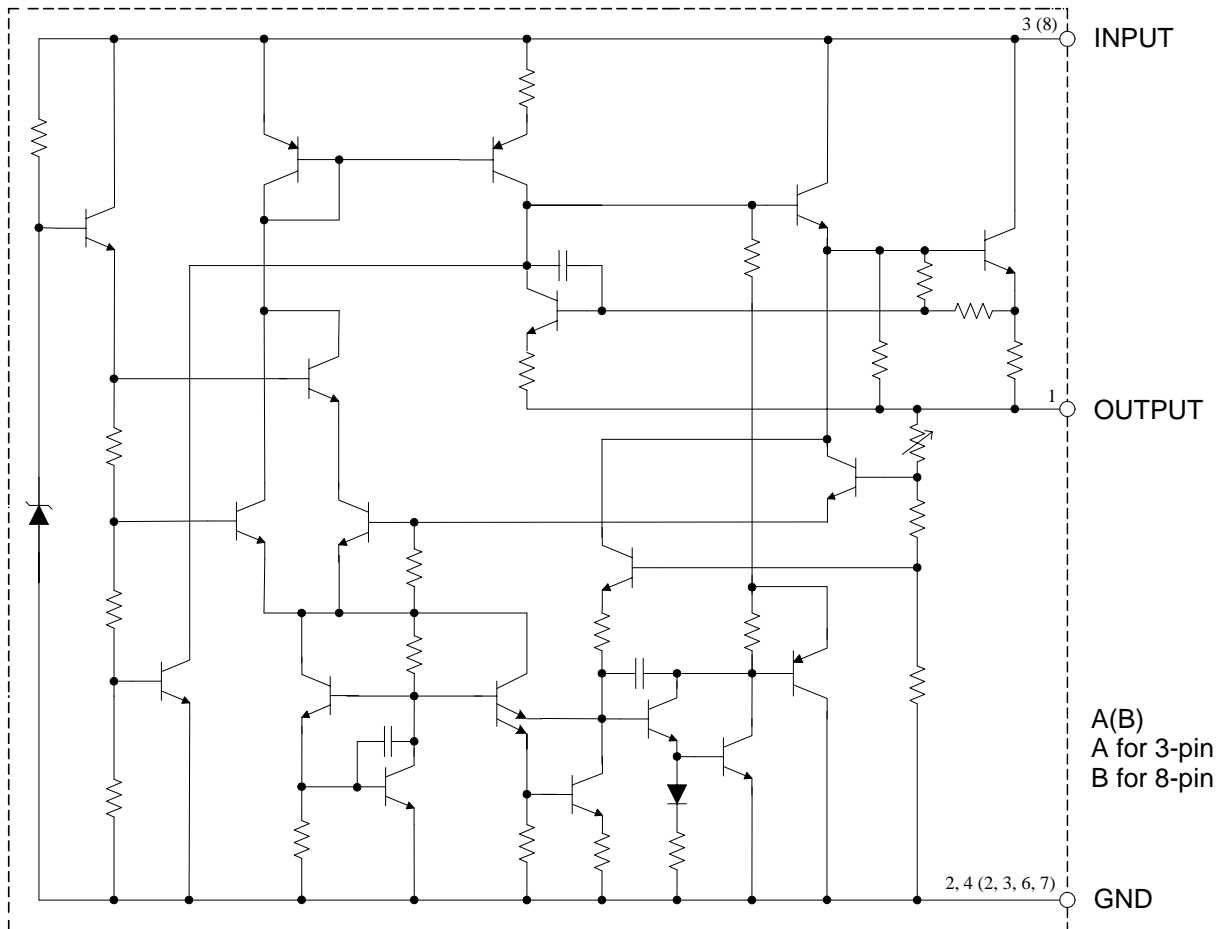 3 (8)
INPUT
1
OUTPUT
A(B)
A for 3-pin
B for 8-pin
2, 4 (2, 3, 6, 7)
GND